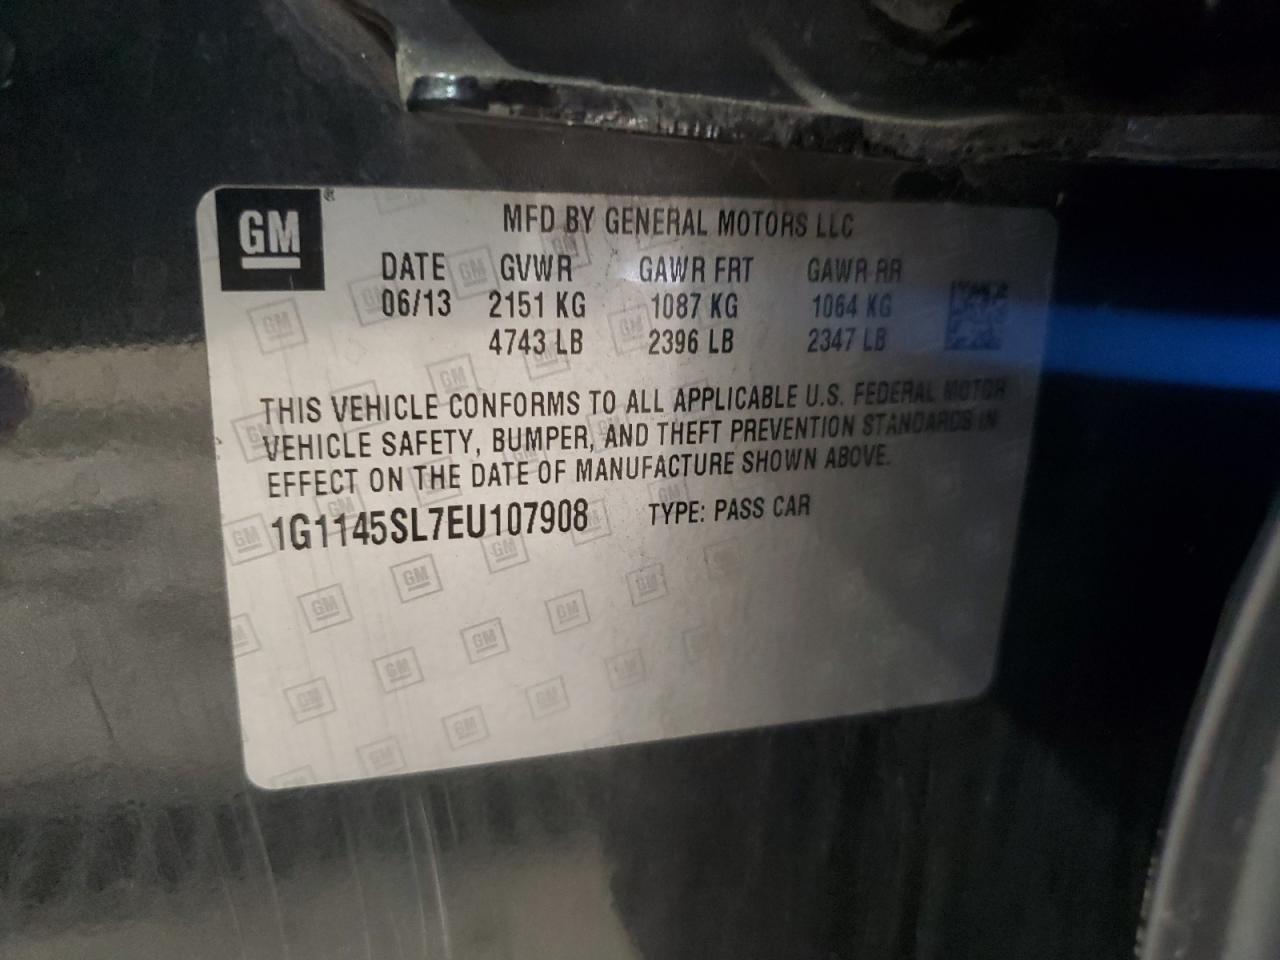 GM ®
MFD BY GENERAL MOTORS LLC
DATE GVWR GAWR FRT GAWR RR
06/13 2151 KG 1087 KG 1064 KG
4743 LB 2396 LB 2347 LB
THIS VEHICLE CONFORMS TO ALL APPLICABLE U.S. FEDERAL MOTOR
VEHICLE SAFETY, BUMPER, AND THEFT PREVENTION STANDARDS IN
EFFECT ON THE DATE OF MANUFACTURE SHOWN ABOVE.
1G1145SL7EU107908 TYPE: PASS CAR